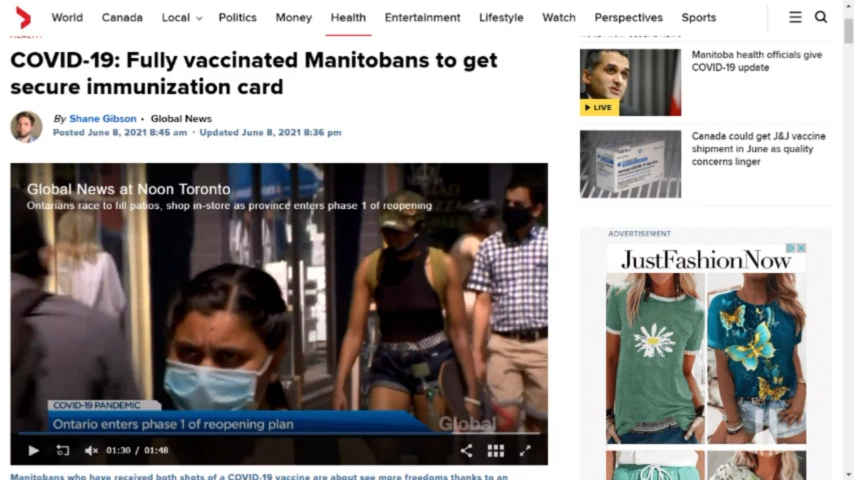 World
Canada
Local
Politics
Money
Health
Entertainment
Lifestyle
Watch
Perspectives
Sports
COVID-19: Fully vaccinated Manitobans to get
secure immunization card
By Shane Gibson • Global News
Posted June 8, 2021 8:45 am · Updated June 8, 2021 8:36 pm
Global News at Noon Toronto
Ontarians race to fill patios, shop in-store as province enters phase 1 of reopening
COVID-19 PANDEMIC
Ontario enters phase 1 of reopening plan
Global
10
01:30 / 01:48
Manitobans who have received both shots of a COVID-19 vaccine are about see more freedoms thanks to an
LIVE
Manitoba health officials give
COVID-19 update
Canada could get J&J vaccine
shipment in June as quality
concerns linger
ADVERTISEMENT
JustFashionNow